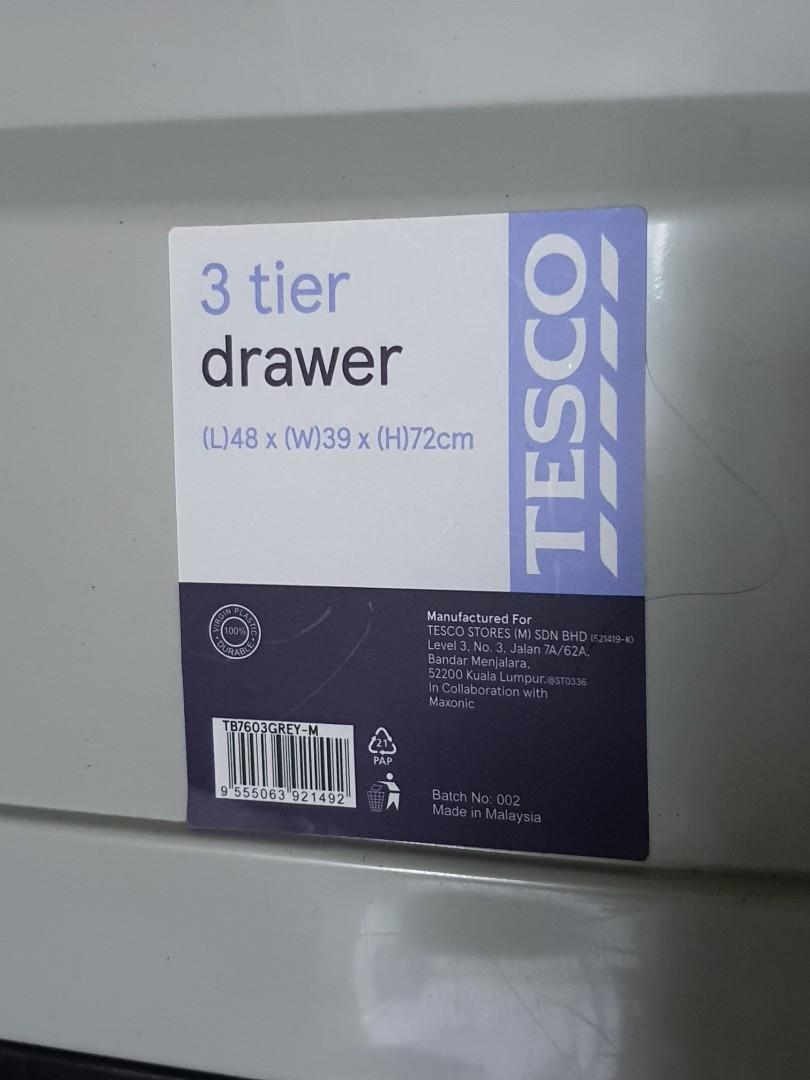 3 tier
drawer
(L)48 x (W)39 x (H)72cm
TESCO
VIRGIN PLASTIC
100%
DURABLE
Manufactured For
TESCO STORES (M) SDN BHD (521419-K)
Level 3, No. 3, Jalan 7A/62A,
Bandar Menjalara,
52200 Kuala Lumpur.@ST0336
In Collaboration with
Maxonic
TB7603GREY-M
9 555063 921492
21
PAP
Batch No: 002
Made in Malaysia